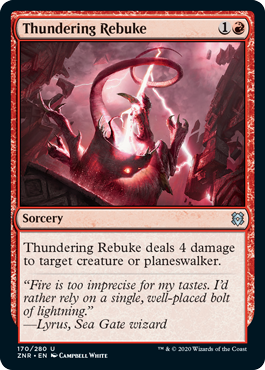 Thundering Rebuke 1
Sorcery
Thundering Rebuke deals 4 damage
to target creature or planeswalker.
“Fire is too imprecise for my tastes. I’d
rather rely on a single, well-placed bolt
of lightning.”
—Lyrus, Sea Gate wizard
170/280 U
ZNR • EN Campbell White
™ & © 2020 Wizards of the Coast